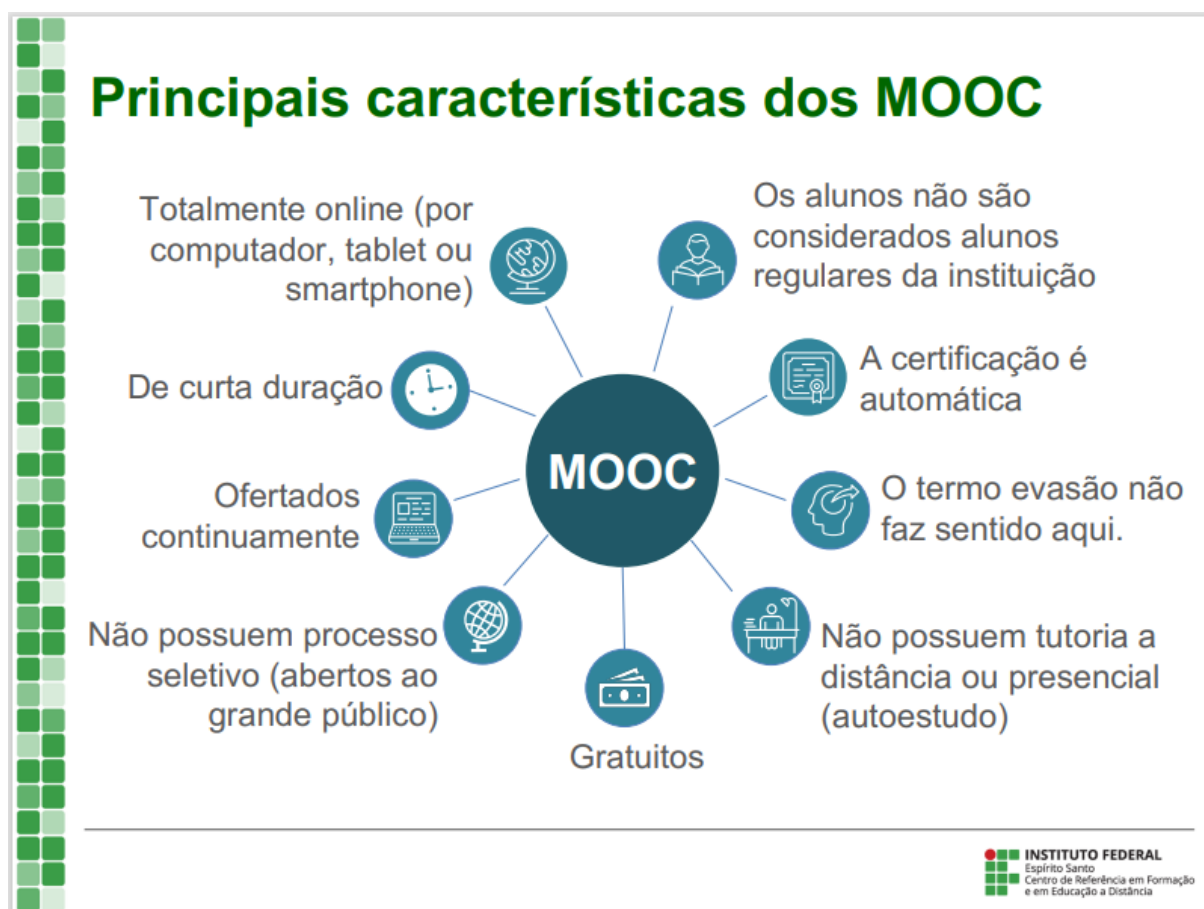 Principais características dos MOOC
Totalmente online (por
computador, tablet ou
smartphone)
Os alunos não são
considerados alunos
regulares da instituição
De curta duração
A certificação é
automática
MOOC
Ofertados
continuamente
O termo evasão não
faz sentido aqui.
Não possuem processo
seletivo (abertos ao
grande público)
Não possuem tutoria a
distância ou presencial
(autoestudo)
Gratuitos
INSTITUTO FEDERAL
Espírito Santo
Centro de Referência em Formação
e em Educação a Distância